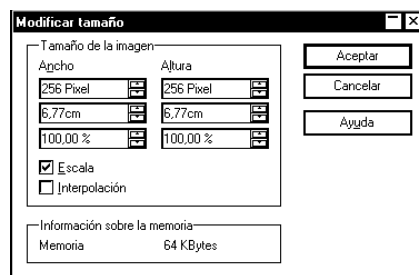 Modificar tamaño
Tamaño de la imagen
Ancho Altura
256 Pixel 256 Pixel
6,77cm 6,77cm
100,00 % 100,00 %
Escala
Interpolación
Información sobre la memoria
Memoria 64 KBytes
Aceptar
Cancelar
Ayuda